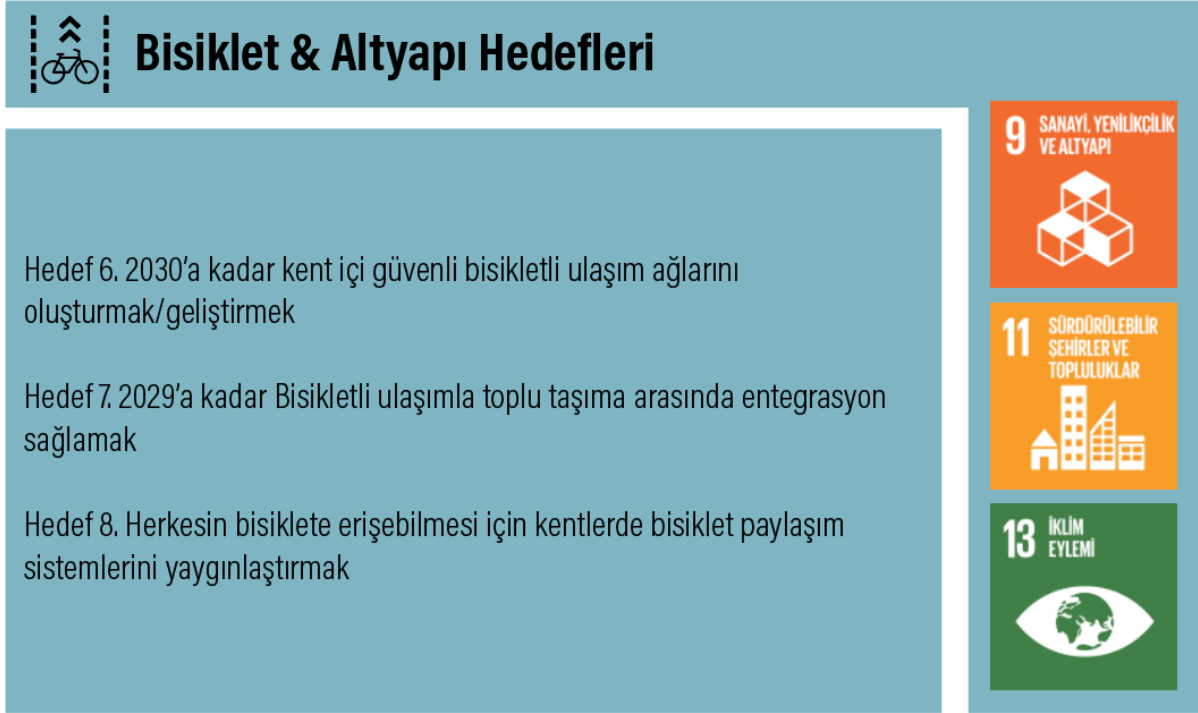 Bisiklet & Altyapı Hedefleri
Hedef 6. 2030'a kadar kent içi güvenli bisikletli ulaşım ağlarını
oluşturmak/geliştirmek
Hedef 7. 2029'a kadar Bisikletli ulaşımla toplu taşıma arasında entegrasyon
sağlamak
Hedef 8. Herkesin bisiklete erişebilmesi için kentlerde bisiklet paylaşım
sistemlerini yaygınlaştırmak
9 SANAYİ, YENİLİKÇİLİK
VE ALTYAPI
11 SÜRDÜRÜLEBİLİR
ŞEHİRLER VE
TOPLULUKLAR
13 İKLİM
EYLEMİ